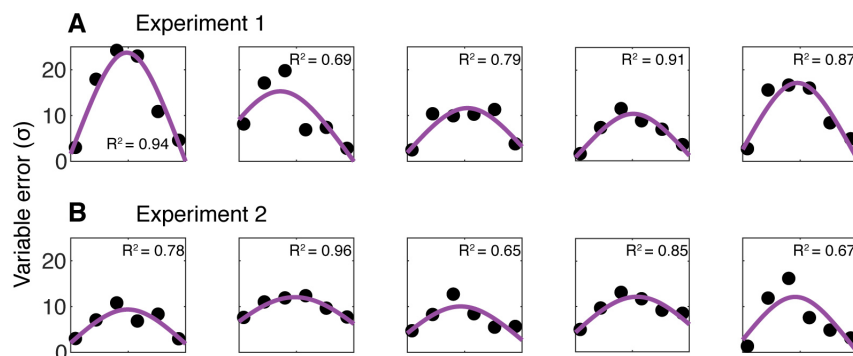 A Experiment 1
R² = 0.94
R² = 0.69
R² = 0.79
R² = 0.91
R² = 0.87
20
10
0
Variable error (σ)
B Experiment 2
R² = 0.78
R² = 0.96
R² = 0.65
R² = 0.85
R² = 0.67
20
10
0